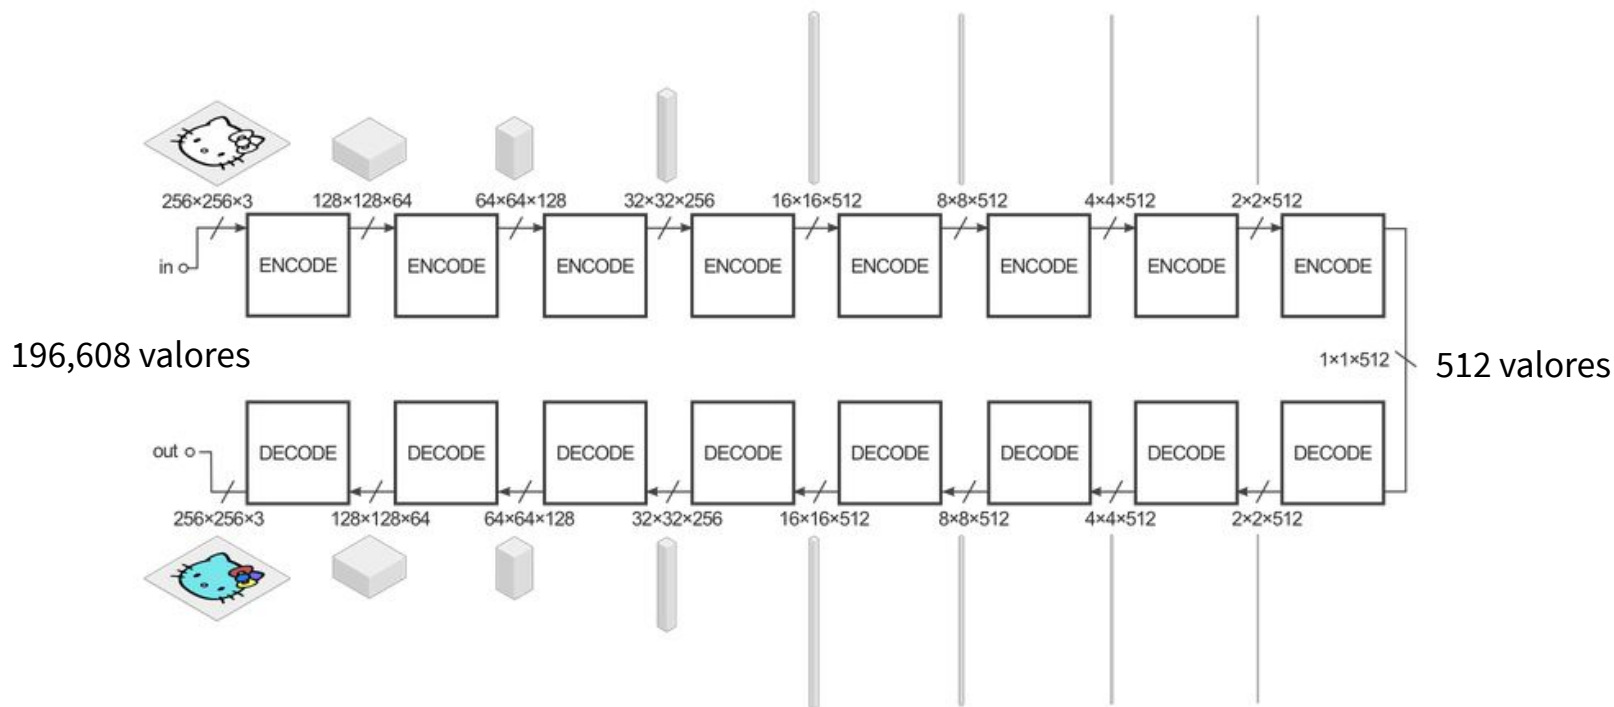 256×256×3 128×128×64 64×64×128 32×32×256 16×16×512 8×8×512 4×4×512 2×2×512
in ENCODE ENCODE ENCODE ENCODE ENCODE ENCODE ENCODE ENCODE
196,608 valores 1×1×512 512 valores
out DECODE DECODE DECODE DECODE DECODE DECODE DECODE DECODE
256×256×3 128×128×64 64×64×128 32×32×256 16×16×512 8×8×512 4×4×512 2×2×512